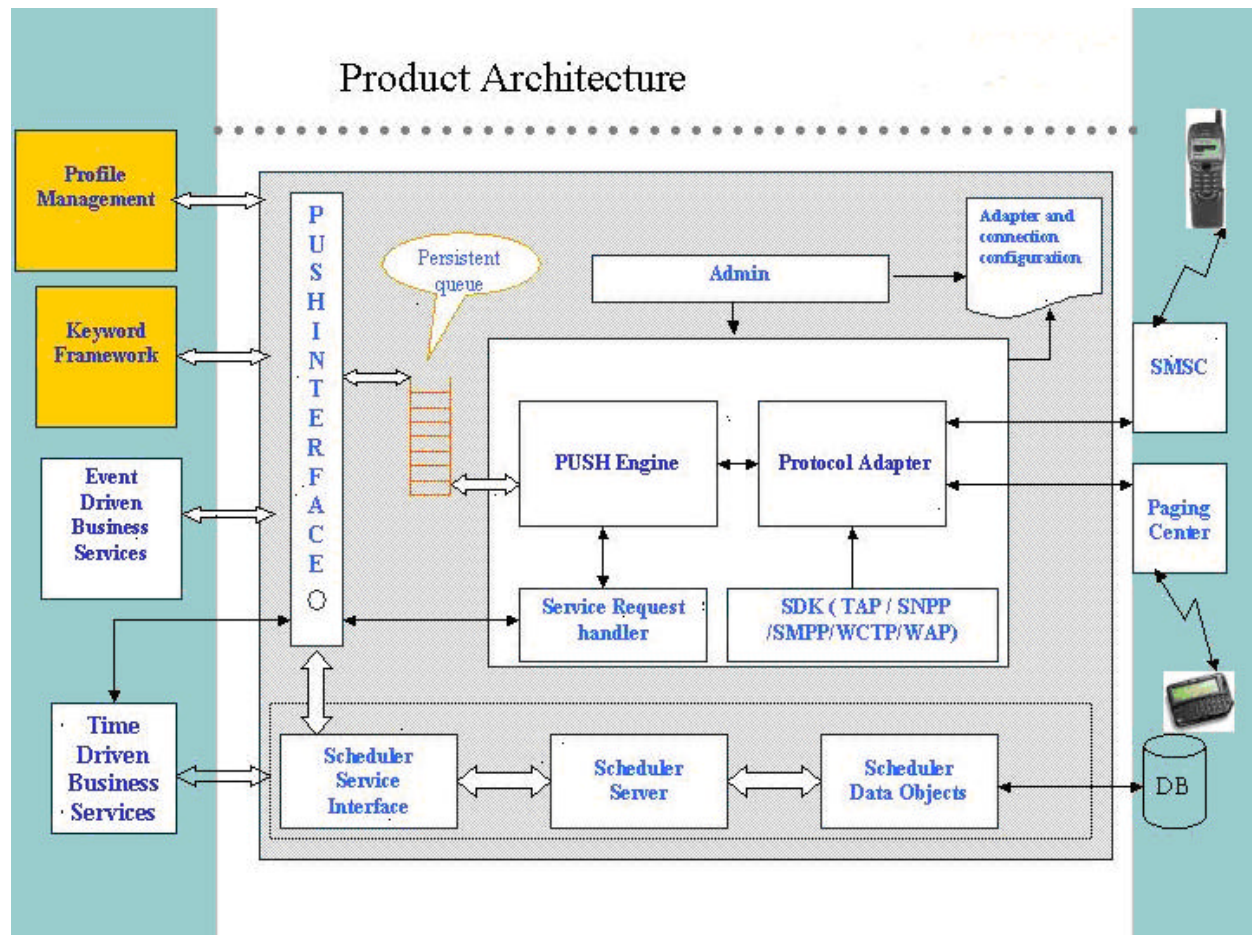 Product Architecture
Profile
Management
Keyword
Framework
Event
Driven
Business
Services
Time
Driven
Business
Services
P
U
S
H
I
N
T
E
R
F
A
C
E
Persistent
queue
Admin
Adapter and
connection
configuration
PUSH Engine
Protocol Adapter
Service Request
handler
SDK ( TAP / SNPP
/SMPP/WCTP/WAP)
Scheduler
Service
Interface
Scheduler
Server
Scheduler
Data Objects
SMSC
Paging
Center
DB